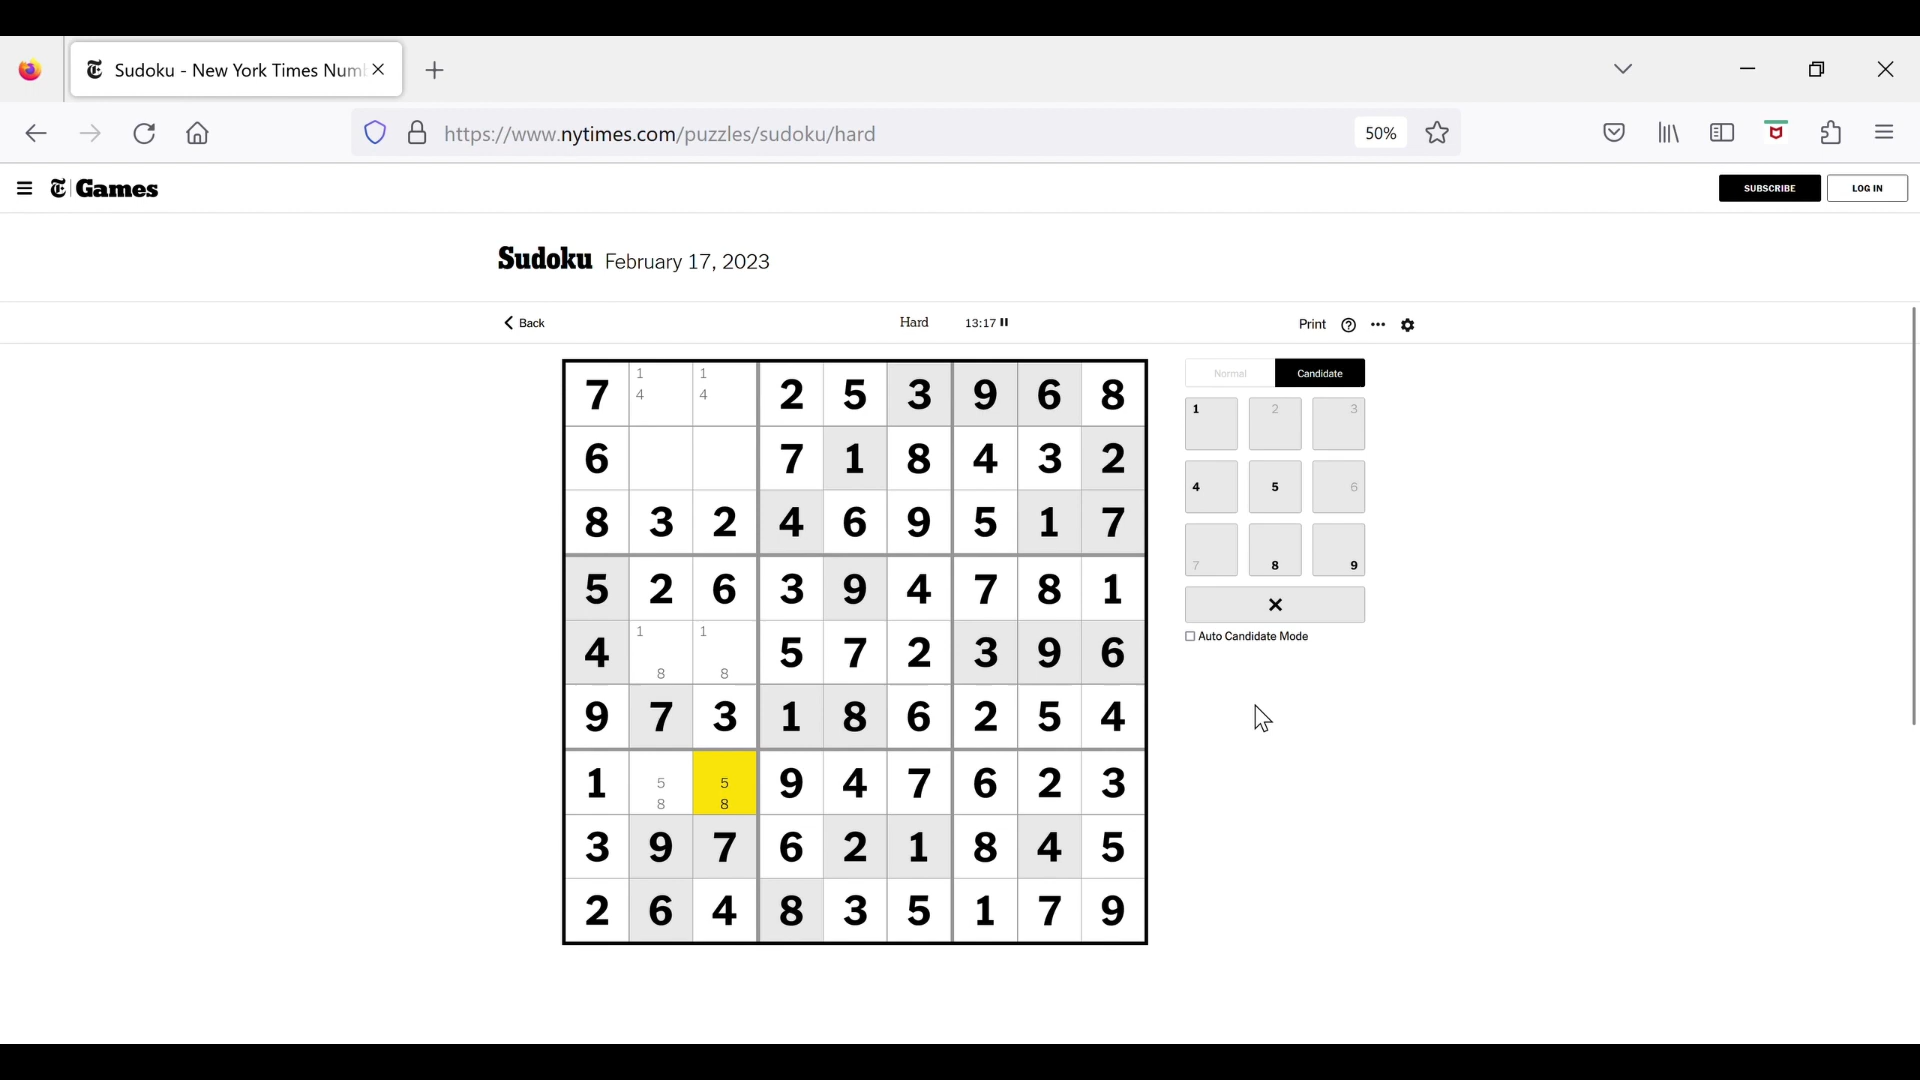 Sudoku - New York Times Num
https://www.nytimes.com/puzzles/sudoku/hard
50%
Games
SUBSCRIBE
LOG IN
Sudoku February 17, 2023
Back
Hard
13:17
Print
Normal
Candidate
7 1 4 1 4 2 5 3 9 6 8
6 7 1 8 4 3 2
8 3 2 4 6 9 5 1 7
5 2 6 3 9 4 7 8 1
4 1 8 1 8 5 7 2 3 9 6
9 7 3 1 8 6 2 5 4
1 5 8 5 8 9 4 7 6 2 3
3 9 7 6 2 1 8 4 5
2 6 4 8 3 5 1 7 9
1 2 3
4 5 6
7 8 9
X
Auto Candidate Mode